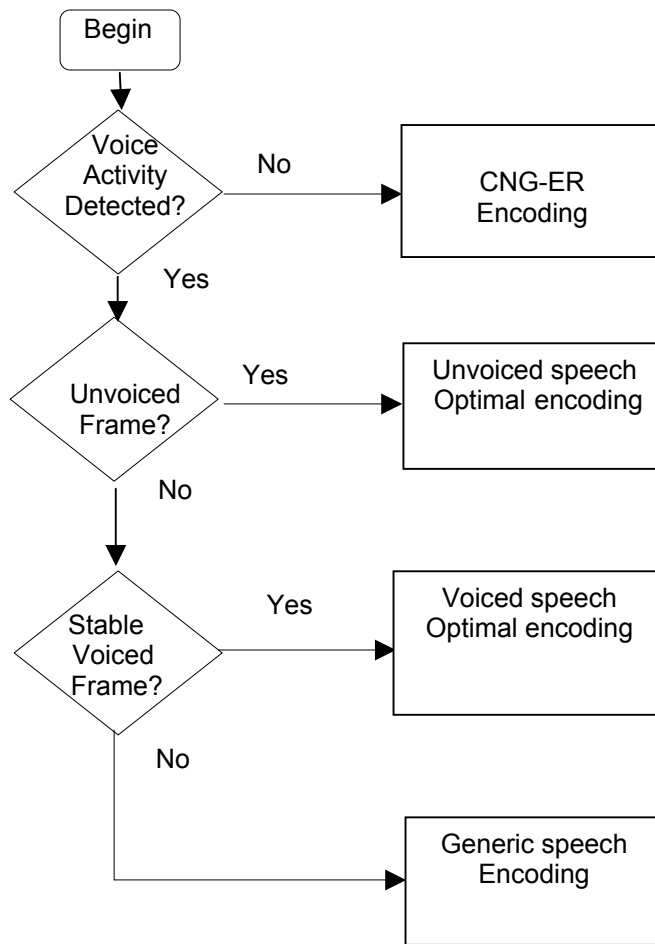 Begin
Voice
Activity
Detected?
No
CNG-ER
Encoding
Yes
Unvoiced
Frame?
Yes
Unvoiced speech
Optimal encoding
No
Stable
Voiced
Frame?
Yes
Voiced speech
Optimal encoding
No
Generic speech
Encoding